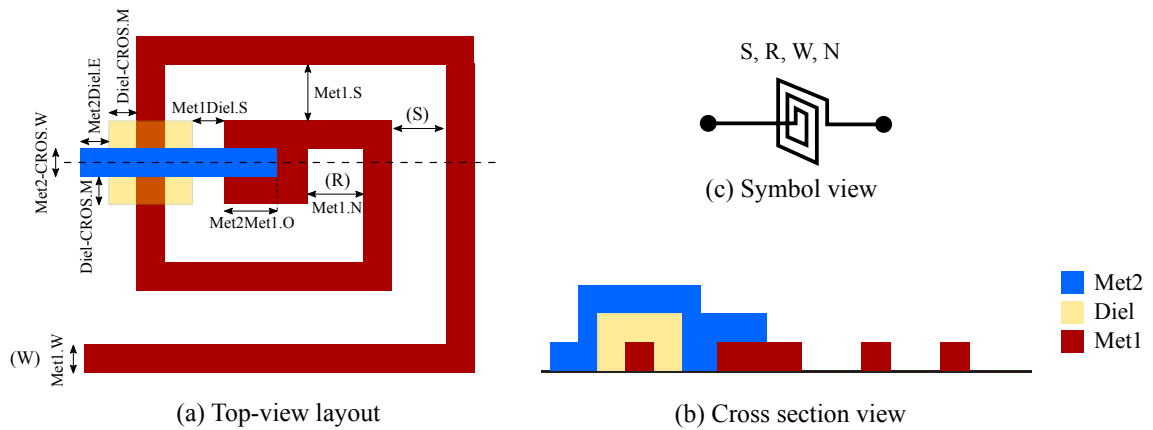 Met2-CROS.W
Met2Diel.E
Diel-CROS.M
Met1Diel.S
Met1.S
(S)
(R)
Met1.N
Met2Met1.O
Diel-CROS.M
(W)
Met1.W
(a) Top-view layout
S, R, W, N
(c) Symbol view
Met2
Diel
Met1
(b) Cross section view